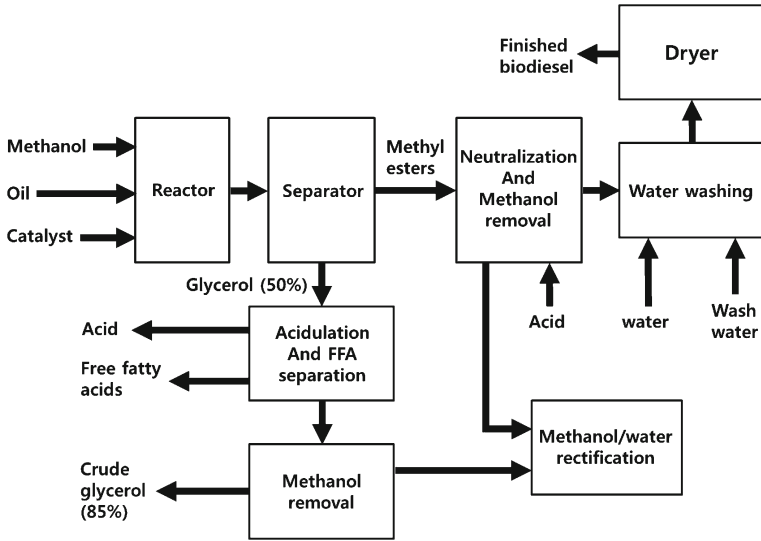 Finished
biodiesel
Dryer
Methanol
Oil
Catalyst
Reactor
Separator
Methyl
esters
Neutralization
And
Methanol
removal
Water washing
Glycerol (50%)
Acid
water
Wash
water
Acid
Free fatty
acids
Acidulation
And FFA
separation
Methanol/water
rectification
Crude
glycerol
(85%)
Methanol
removal